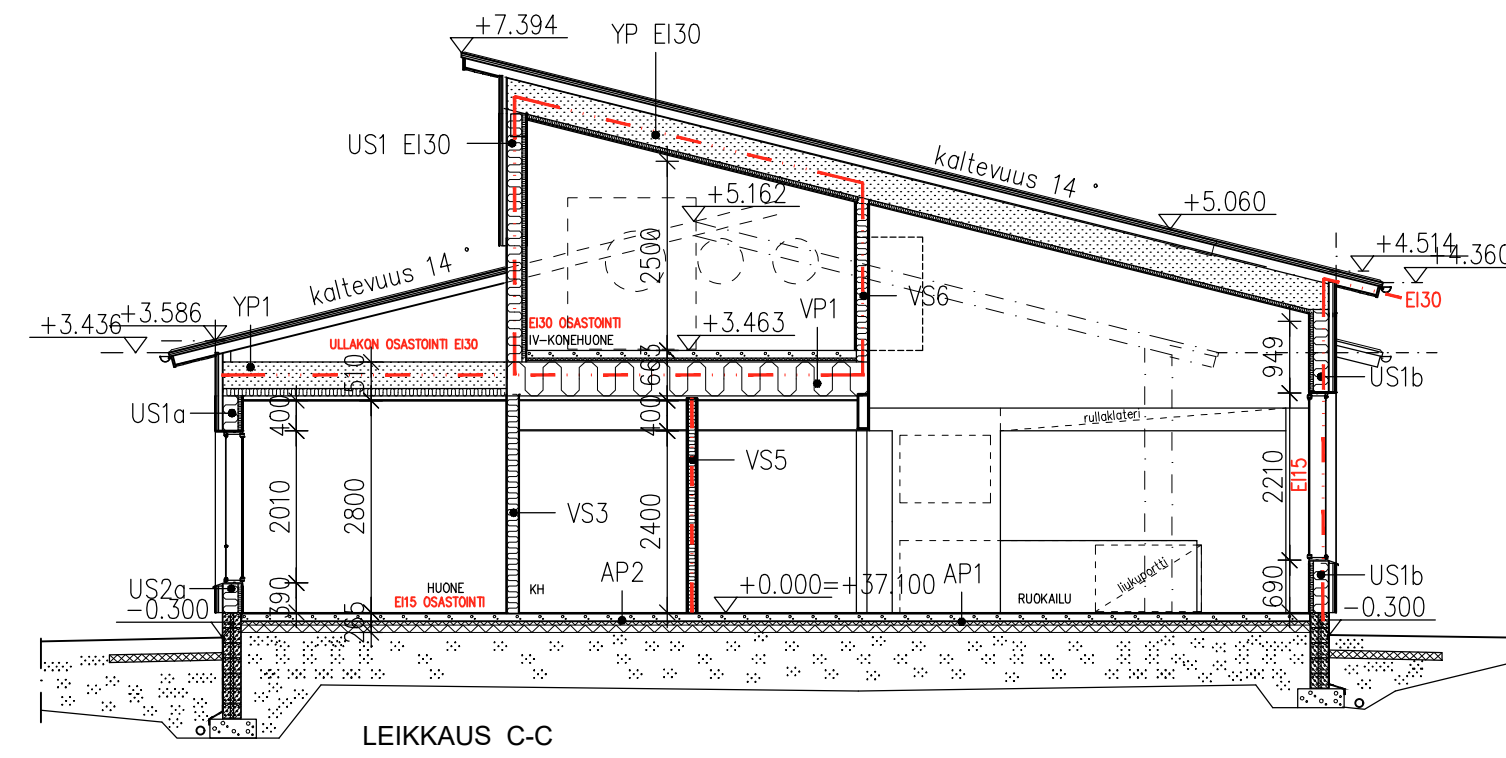 +7.394
YP EI30
US1 EI30
kaltevuus 14 °
+5.162
+5.060
2500
+4.514
+4.360
kaltevuus 14 °
EI30
YP1
VS6
VP1
+3.586
+3.436
EI30 OSASTOINTI
IV-KONEHUONE
+3.463
ULLAKON OSASTOINTI EI30
510
663
949
US1b
400
400
US1a
rullaklateri
VS5
2010
2800
2400
2210
EI15
VS3
US2a
HUONE
EI15 OSASTOINTI
KH
AP2
+0.000=+37.100
AP1
liukuportti
RUOKAILU
US1b
390
690
-0.300
-0.300
265
LEIKKAUS C-C